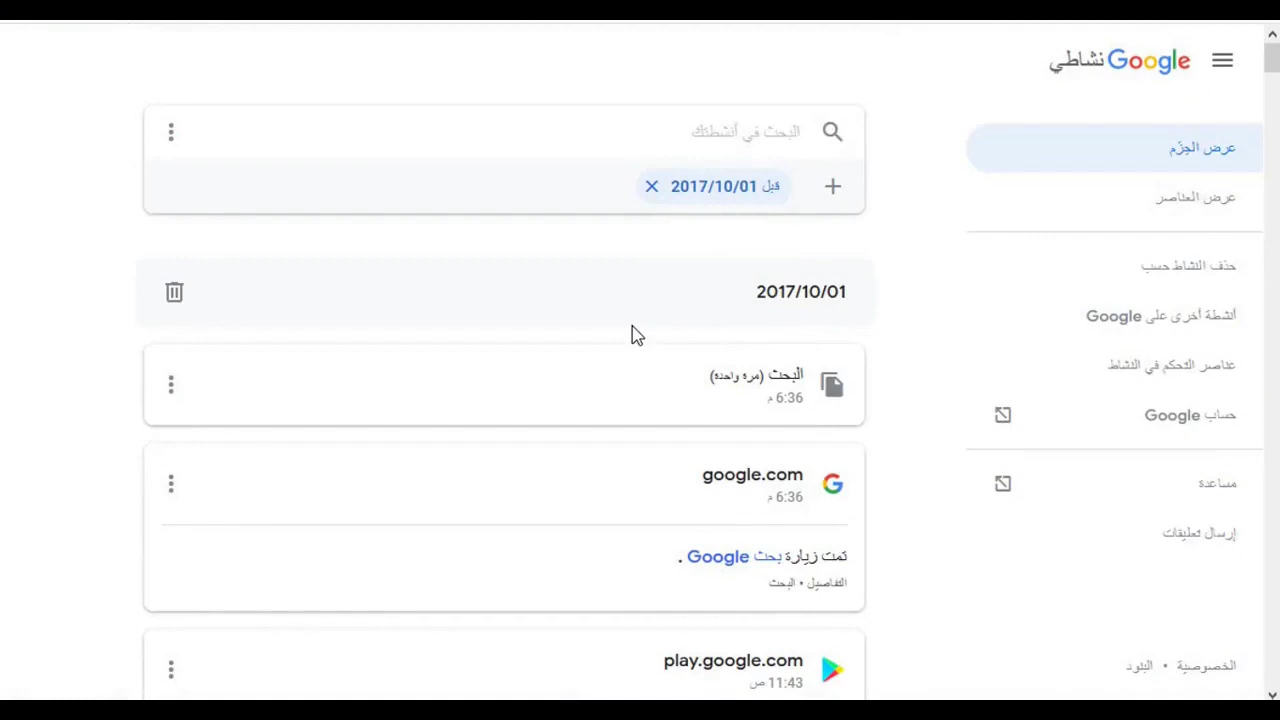 Google نشاطي
البحث في أنشطتك
قبل 2017/10/01
عرض الحِزَم
عرض العناصر
حذف النشاط حسب
أنشطة أخرى على Google
عناصر التحكم في النشاط
حساب Google
مساعدة
إرسال تعليقات
الخصوصية • البنود
2017/10/01
البحث (مرة واحدة)
6:36 م
google.com
6:36 م
تمت زيارة بحث Google .
التفاصيل • البحث
play.google.com
11:43 ص